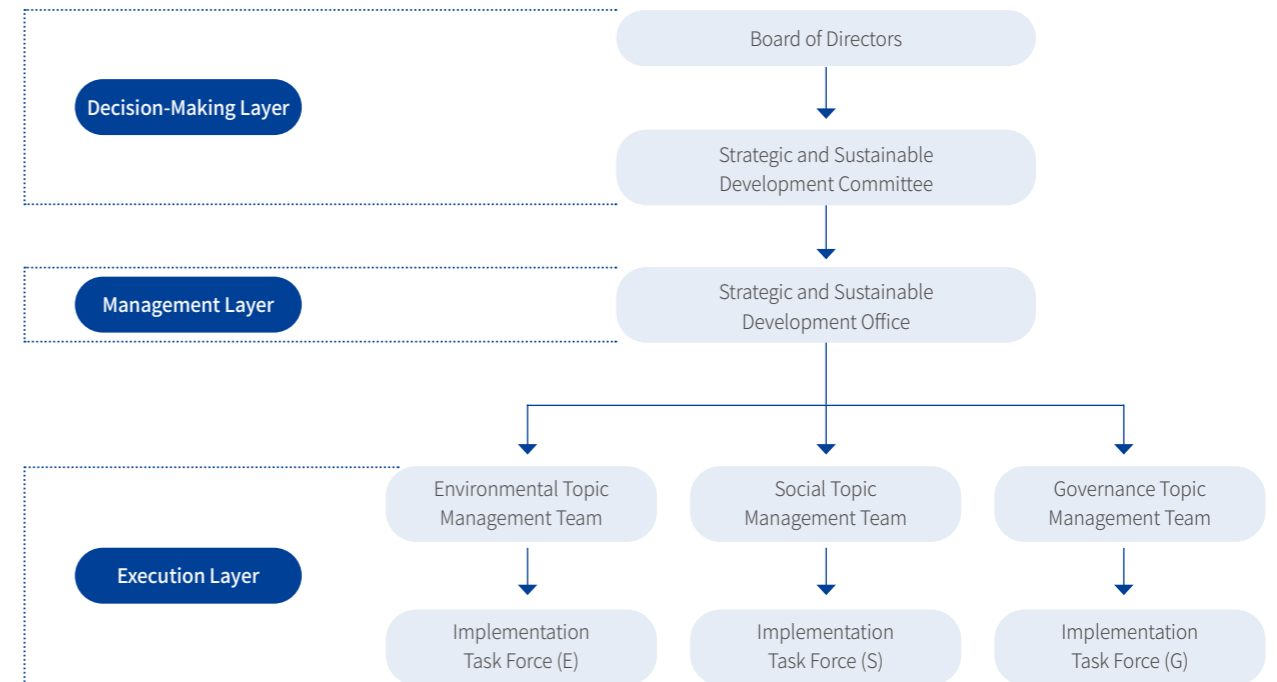 Board of Directors
Decision-Making Layer
Strategic and Sustainable
Development Committee
Management Layer
Strategic and Sustainable
Development Office
Environmental Topic
Management Team
Social Topic
Management Team
Governance Topic
Management Team
Execution Layer
Implementation
Task Force (E)
Implementation
Task Force (S)
Implementation
Task Force (G)